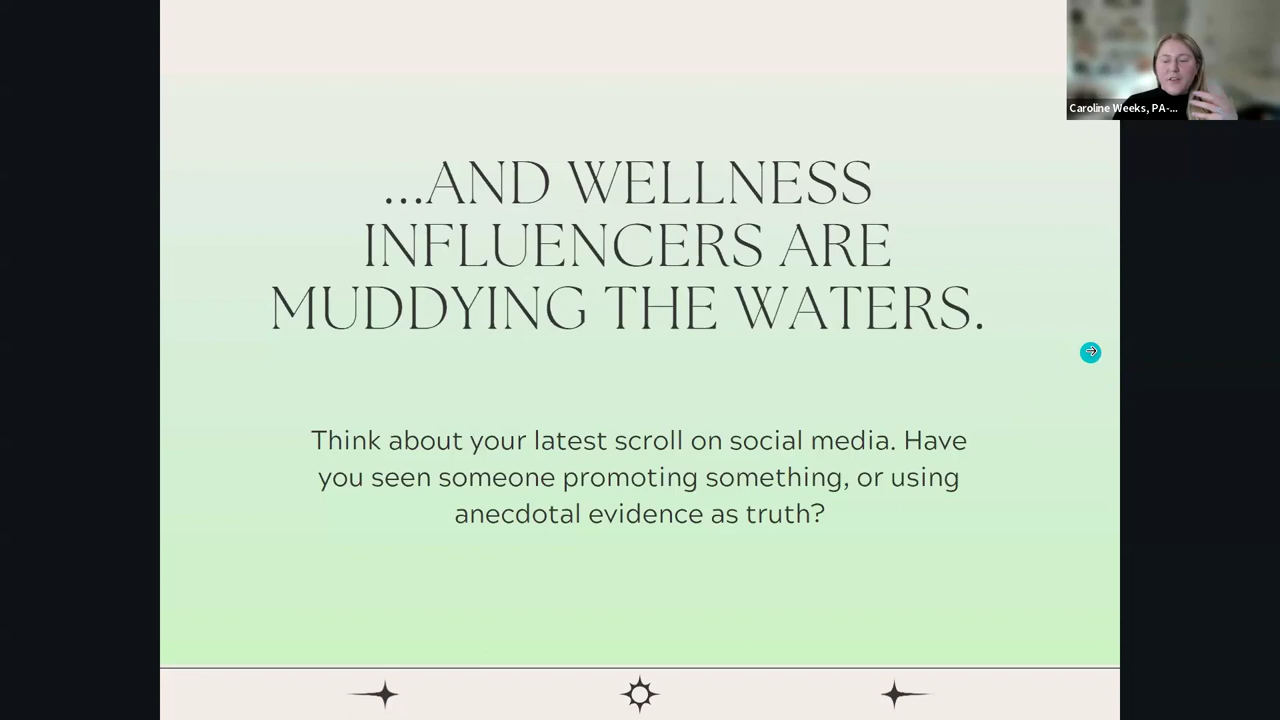 ...AND WELLNESS
INFLUENCERS ARE
MUDDYING THE WATERS.
Think about your latest scroll on social media. Have
you seen someone promoting something, or using
anecdotal evidence as truth?
Caroline Weeks, PA-...